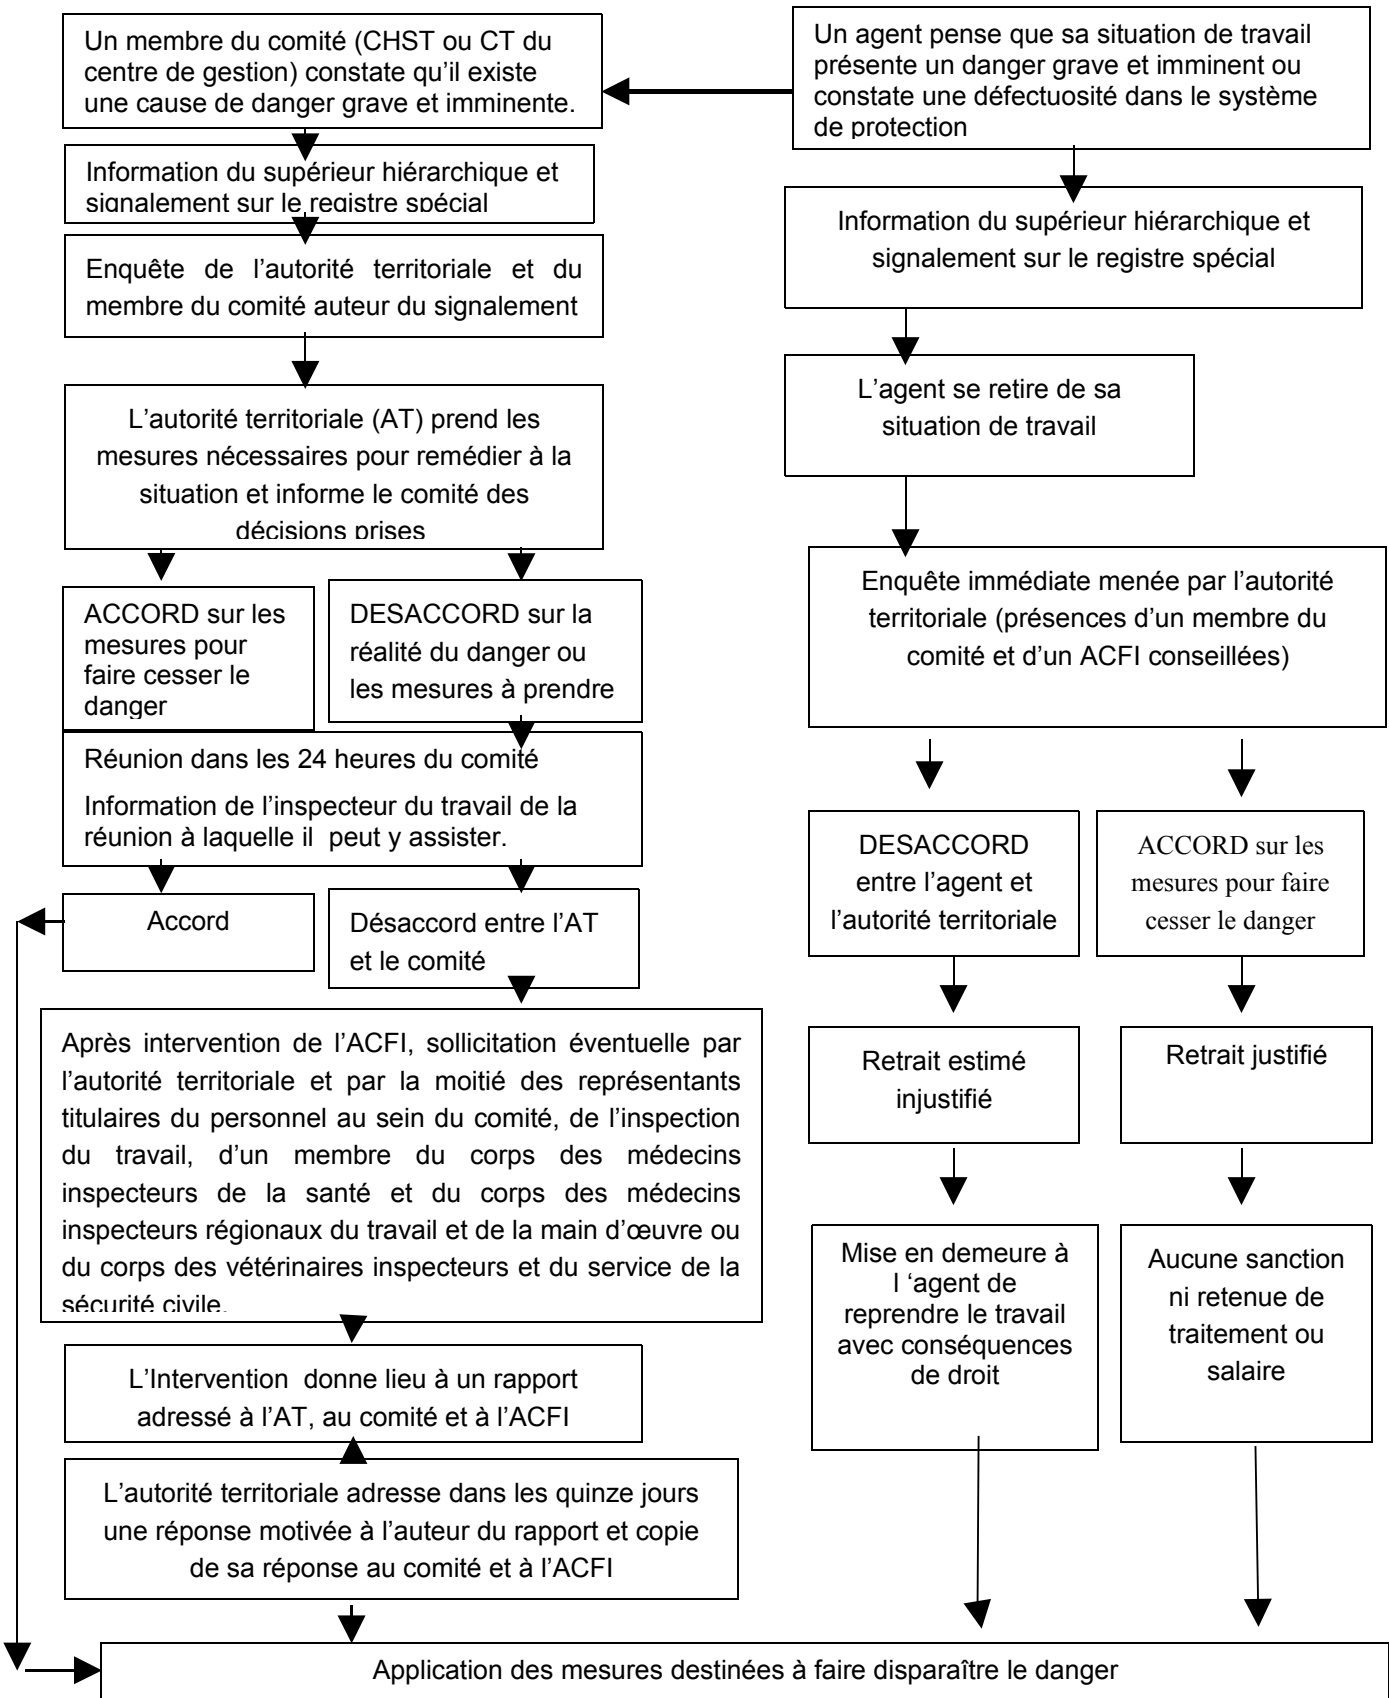 Un membre du comité (CHST ou CT du
centre de gestion) constate qu'il existe
une cause de danger grave et imminente.
Un agent pense que sa situation de travail
présente un danger grave et imminent ou
constate une défectuosité dans le système
de protection
Information du supérieur hiérarchique et
signalement sur le registre spécial
Information du supérieur hiérarchique et
signalement sur le registre spécial
Enquête de l'autorité territoriale et du
membre du comité auteur du signalement
L'agent se retire de sa
situation de travail
L'autorité territoriale (AT) prend les
mesures nécessaires pour remédier à la
situation et informe le comité des
décisions prises
Enquête immédiate menée par l'autorité
territoriale (présences d'un membre du
comité et d'un ACFI conseillées)
ACCORD sur les
mesures pour
faire cesser le
danger
DESACCORD sur la
réalité du danger ou
les mesures à prendre
Réunion dans les 24 heures du comité
Information de l'inspecteur du travail de la
réunion à laquelle il  peut y assister.
DESACCORD
entre l'agent et
l'autorité territoriale
ACCORD sur les
mesures pour faire
cesser le danger
Accord
Désaccord entre l'AT
et le comité
Après intervention de l'ACFI, sollicitation éventuelle par
l'autorité territoriale et par la moitié des représentants
titulaires du personnel au sein du comité, de l'inspection
du travail, d'un membre du corps des médecins
inspecteurs de la santé et du corps des médecins
inspecteurs régionaux du travail et de la main d'œuvre ou
du corps des vétérinaires inspecteurs et du service de la
sécurité civile.
Retrait estimé
injustifié
Retrait justifié
Mise en demeure à
l 'agent de
reprendre le travail
avec conséquences
de droit
Aucune sanction
ni retenue de
traitement ou
salaire
L'Intervention  donne lieu à un rapport
adressé à l'AT, au comité et à l'ACFI
L'autorité territoriale adresse dans les quinze jours
une réponse motivée à l'auteur du rapport et copie
de sa réponse au comité et à l'ACFI
Application des mesures destinées à faire disparaître le danger